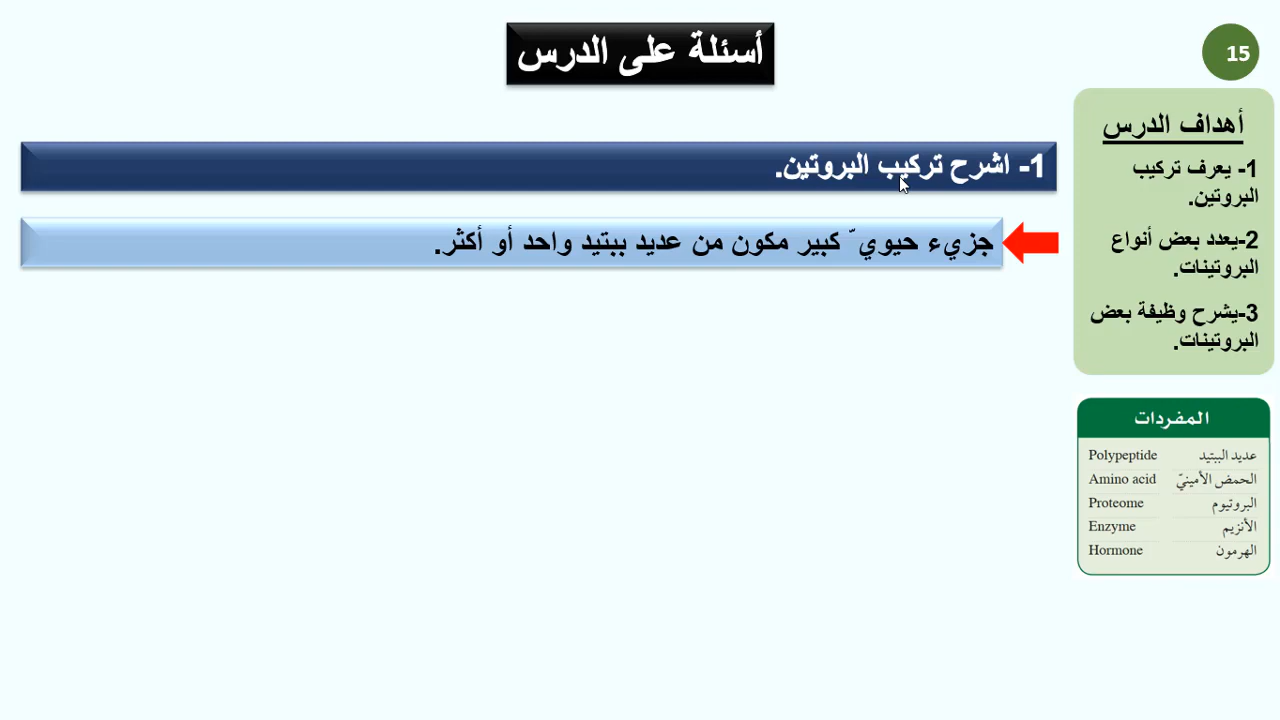 أسئلة على الدرس
15
1- اشرح تركيب البروتين.
جزيء حيويّ كبير مكون من عديد ببتيد واحد أو أكثر.
أهداف الدرس
1- يعرف تركيب
البروتين.
2-يعدد بعض أنواع
البروتينات.
3-يشرح وظيفة بعض
البروتينات.
المفردات
عديد الببتيد Polypeptide
الحمض الأمينيّ Amino acid
البروتيوم Proteome
الأنزيم Enzyme
الهرمون Hormone